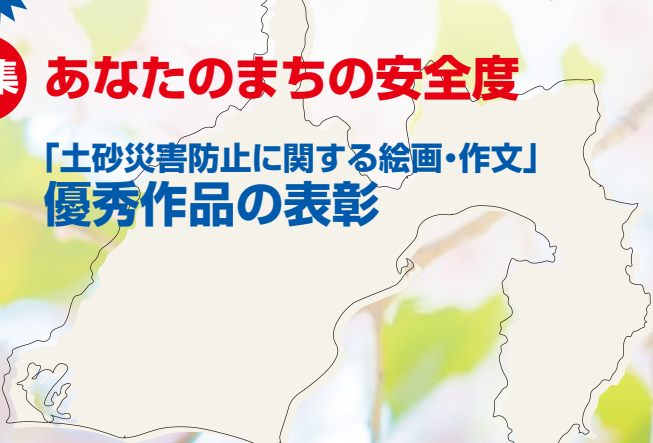 集 あなたのまちの安全度
「土砂災害防止に関する絵画・作文」
優秀作品の表彰